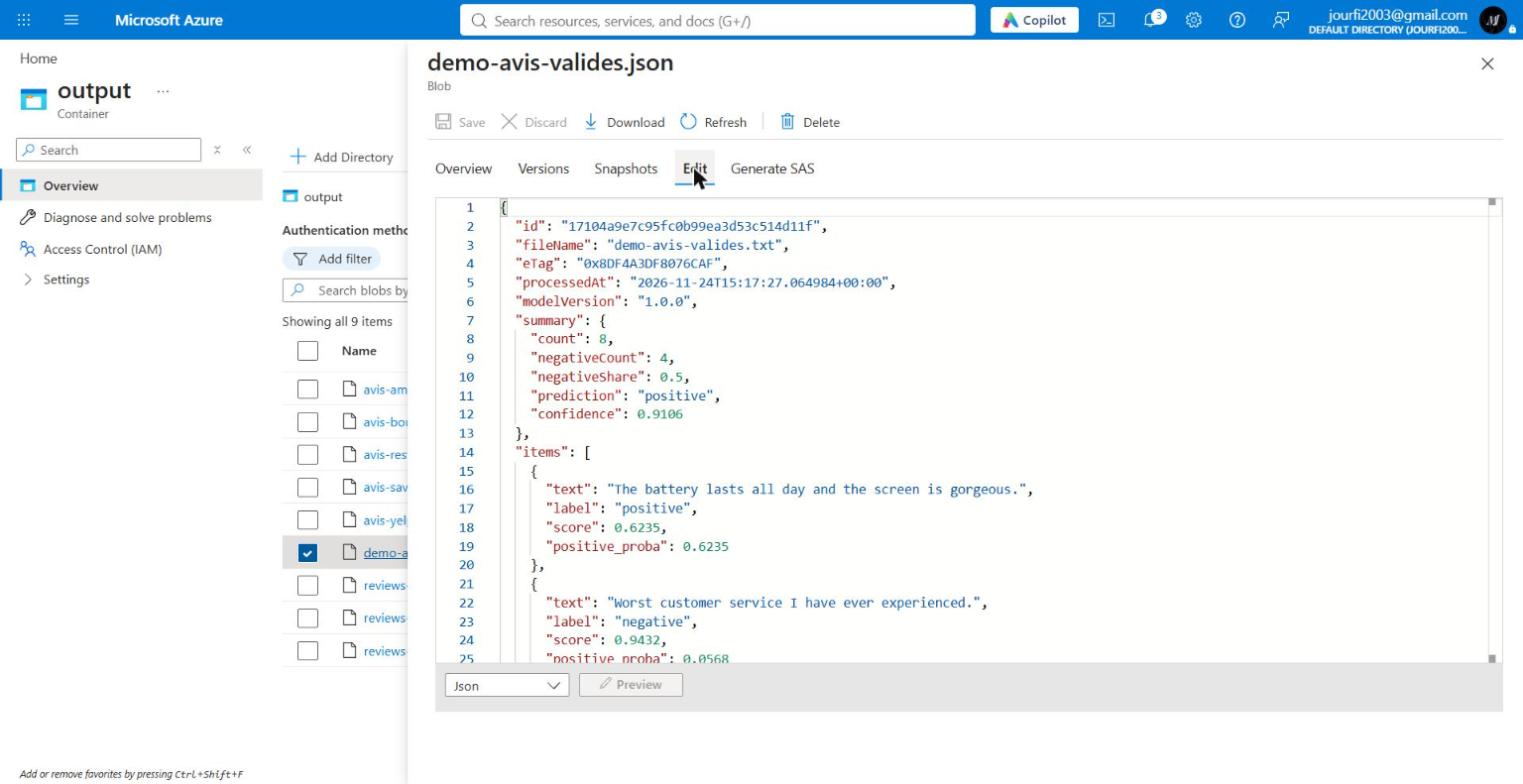 Microsoft Azure
Search resources, services, and docs (G+/)
Copilot
3
jourfi2003@gmail.com
DEFAULT DIRECTORY (JOURFI200...
Home
output
...
Container
Search
Overview
Diagnose and solve problems
Access Control (IAM)
Settings
Add or remove favorites by pressing Ctrl+Shift+F
Add Directory
output
Authentication metho
Add filter
Search blobs by
Showing all 9 items
Name
avis-am
avis-bou
avis-res
avis-sav
avis-yel
demo-a
reviews-
reviews-
reviews-
demo-avis-valides.json
Blob
Save Discard Download Refresh Delete
Overview Versions Snapshots Edit Generate SAS
1 {
2 "id": "17104a9e7c95fc0b99ea3d53c514d11f",
3 "fileName": "demo-avis-valides.txt",
4 "eTag": "0x8DF4A3DF8076CAF",
5 "processedAt": "2026-11-24T15:17:27.064984+00:00",
6 "modelVersion": "1.0.0",
7 "summary": {
8 "count": 8,
9 "negativeCount": 4,
10 "negativeShare": 0.5,
11 "prediction": "positive",
12 "confidence": 0.9106
13 },
14 "items": [
15 {
16 "text": "The battery lasts all day and the screen is gorgeous.",
17 "label": "positive",
18 "score": 0.6235,
19 "positive_proba": 0.6235
20 },
21 {
22 "text": "Worst customer service I have ever experienced.",
23 "label": "negative",
24 "score": 0.9432,
25 "positive_proba": 0.0568
Json
Preview